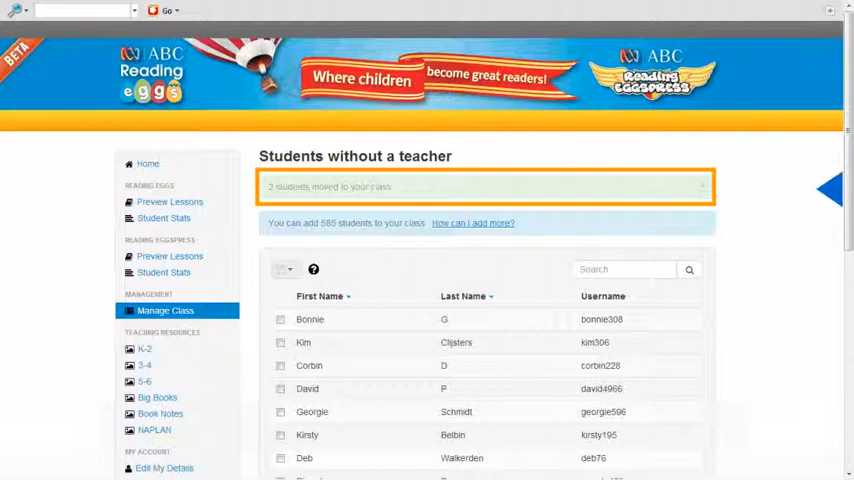 Go
BETA
ABC
Reading
eggs
Where children become great readers!
ABC
Reading
EGGSPRESS
Home
READING EGGS
Preview Lessons
Student Stats
READING EGGSPRESS
Preview Lessons
Student Stats
MANAGEMENT
Manage Class
TEACHING RESOURCES
K-2
3-4
5-6
Big Books
Book Notes
NAPLAN
MY ACCOUNT
Edit My Details
Students without a teacher
2 students moved to your class
You can add 585 students to your class How can I add more?
Search
First Name Last Name Username
Bonnie G bonnie308
Kim Clijsters kim306
Corbin D corbin228
David P david4966
Georgie Schmidt georgie596
Kirsty Belbin kirsty195
Deb Walkerden deb76